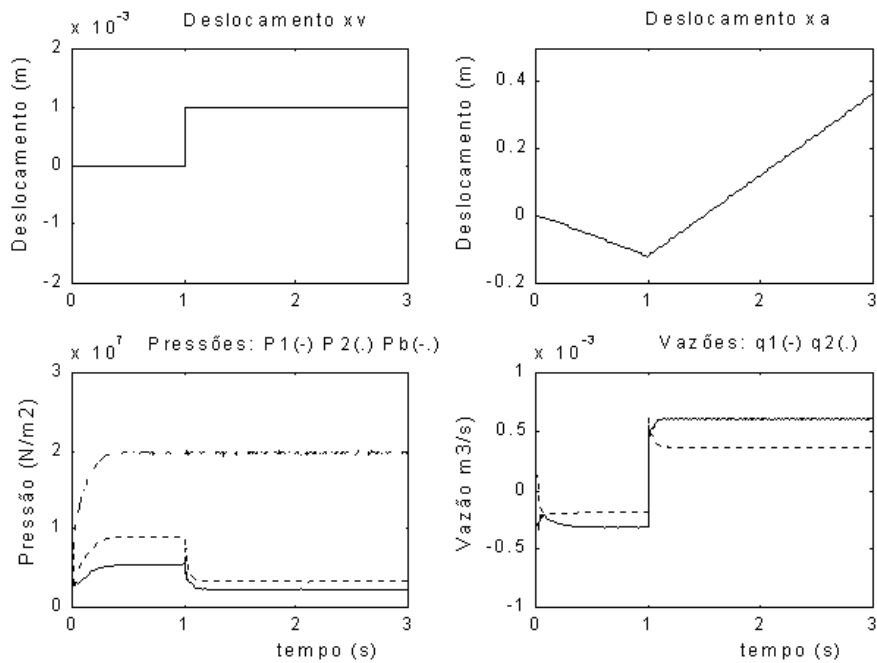 x 10^-3 Deslocamento xv
Deslocamento (m)
2
1
0
-1
-2
0 1 2 3
Deslocamento xa
Deslocamento (m)
0.4
0.2
0
-0.2
0 1 2 3
x 10^7 Pressões: P1(-) P2(.) Pb(-.)
Pressão (N/m2)
3
2
1
0
0 1 2 3
tempo (s)
x 10^-3 Vazões: q1(-) q2(.)
Vazão m3/s)
1
0.5
0
-0.5
-1
0 1 2 3
tempo (s)